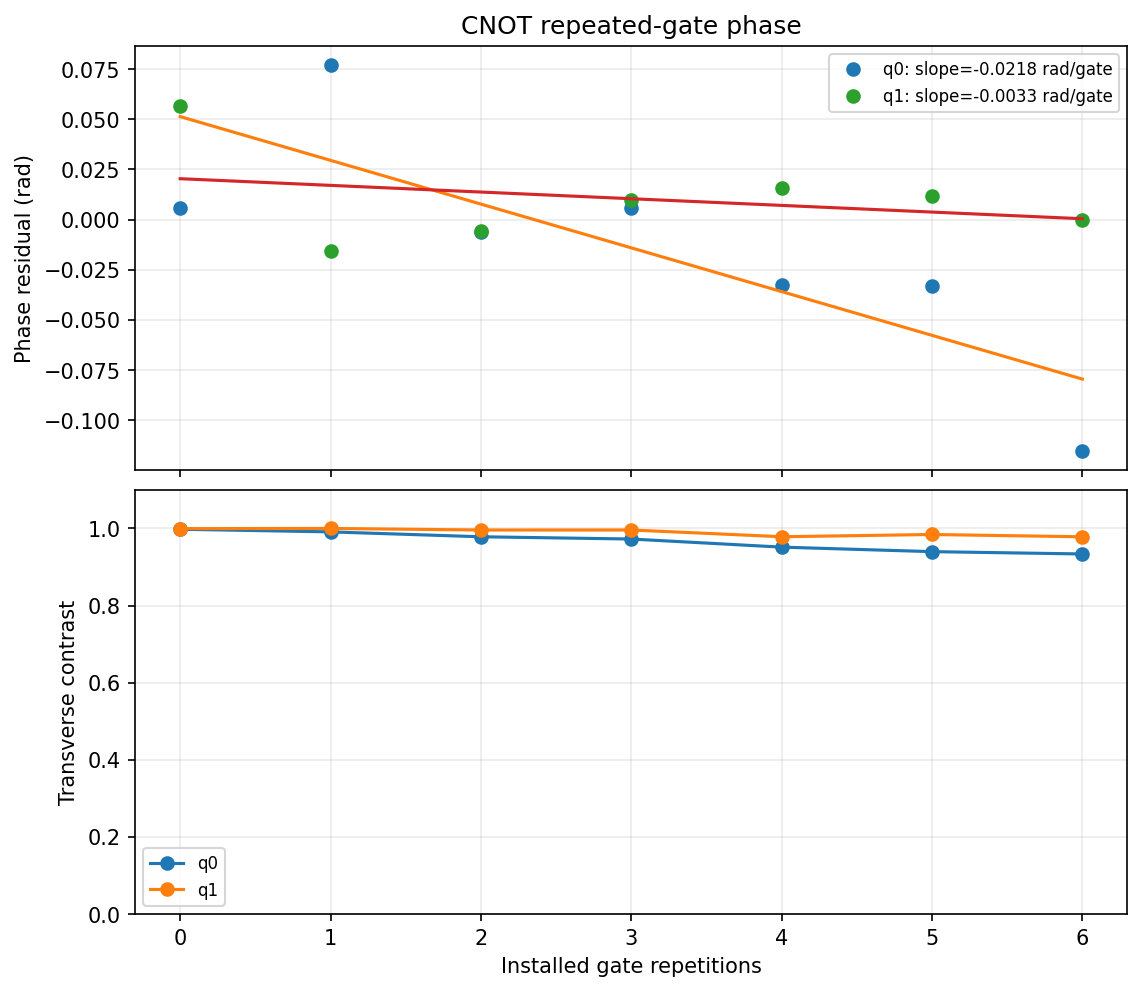 CNOT repeated-gate phase
q0: slope=-0.0218 rad/gate
q1: slope=-0.0033 rad/gate
Phase residual (rad)
0.075
0.050
0.025
0.000
−0.025
−0.050
−0.075
−0.100
Transverse contrast
1.0
0.8
0.6
0.4
0.2
0.0
q0
q1
0 1 2 3 4 5 6
Installed gate repetitions